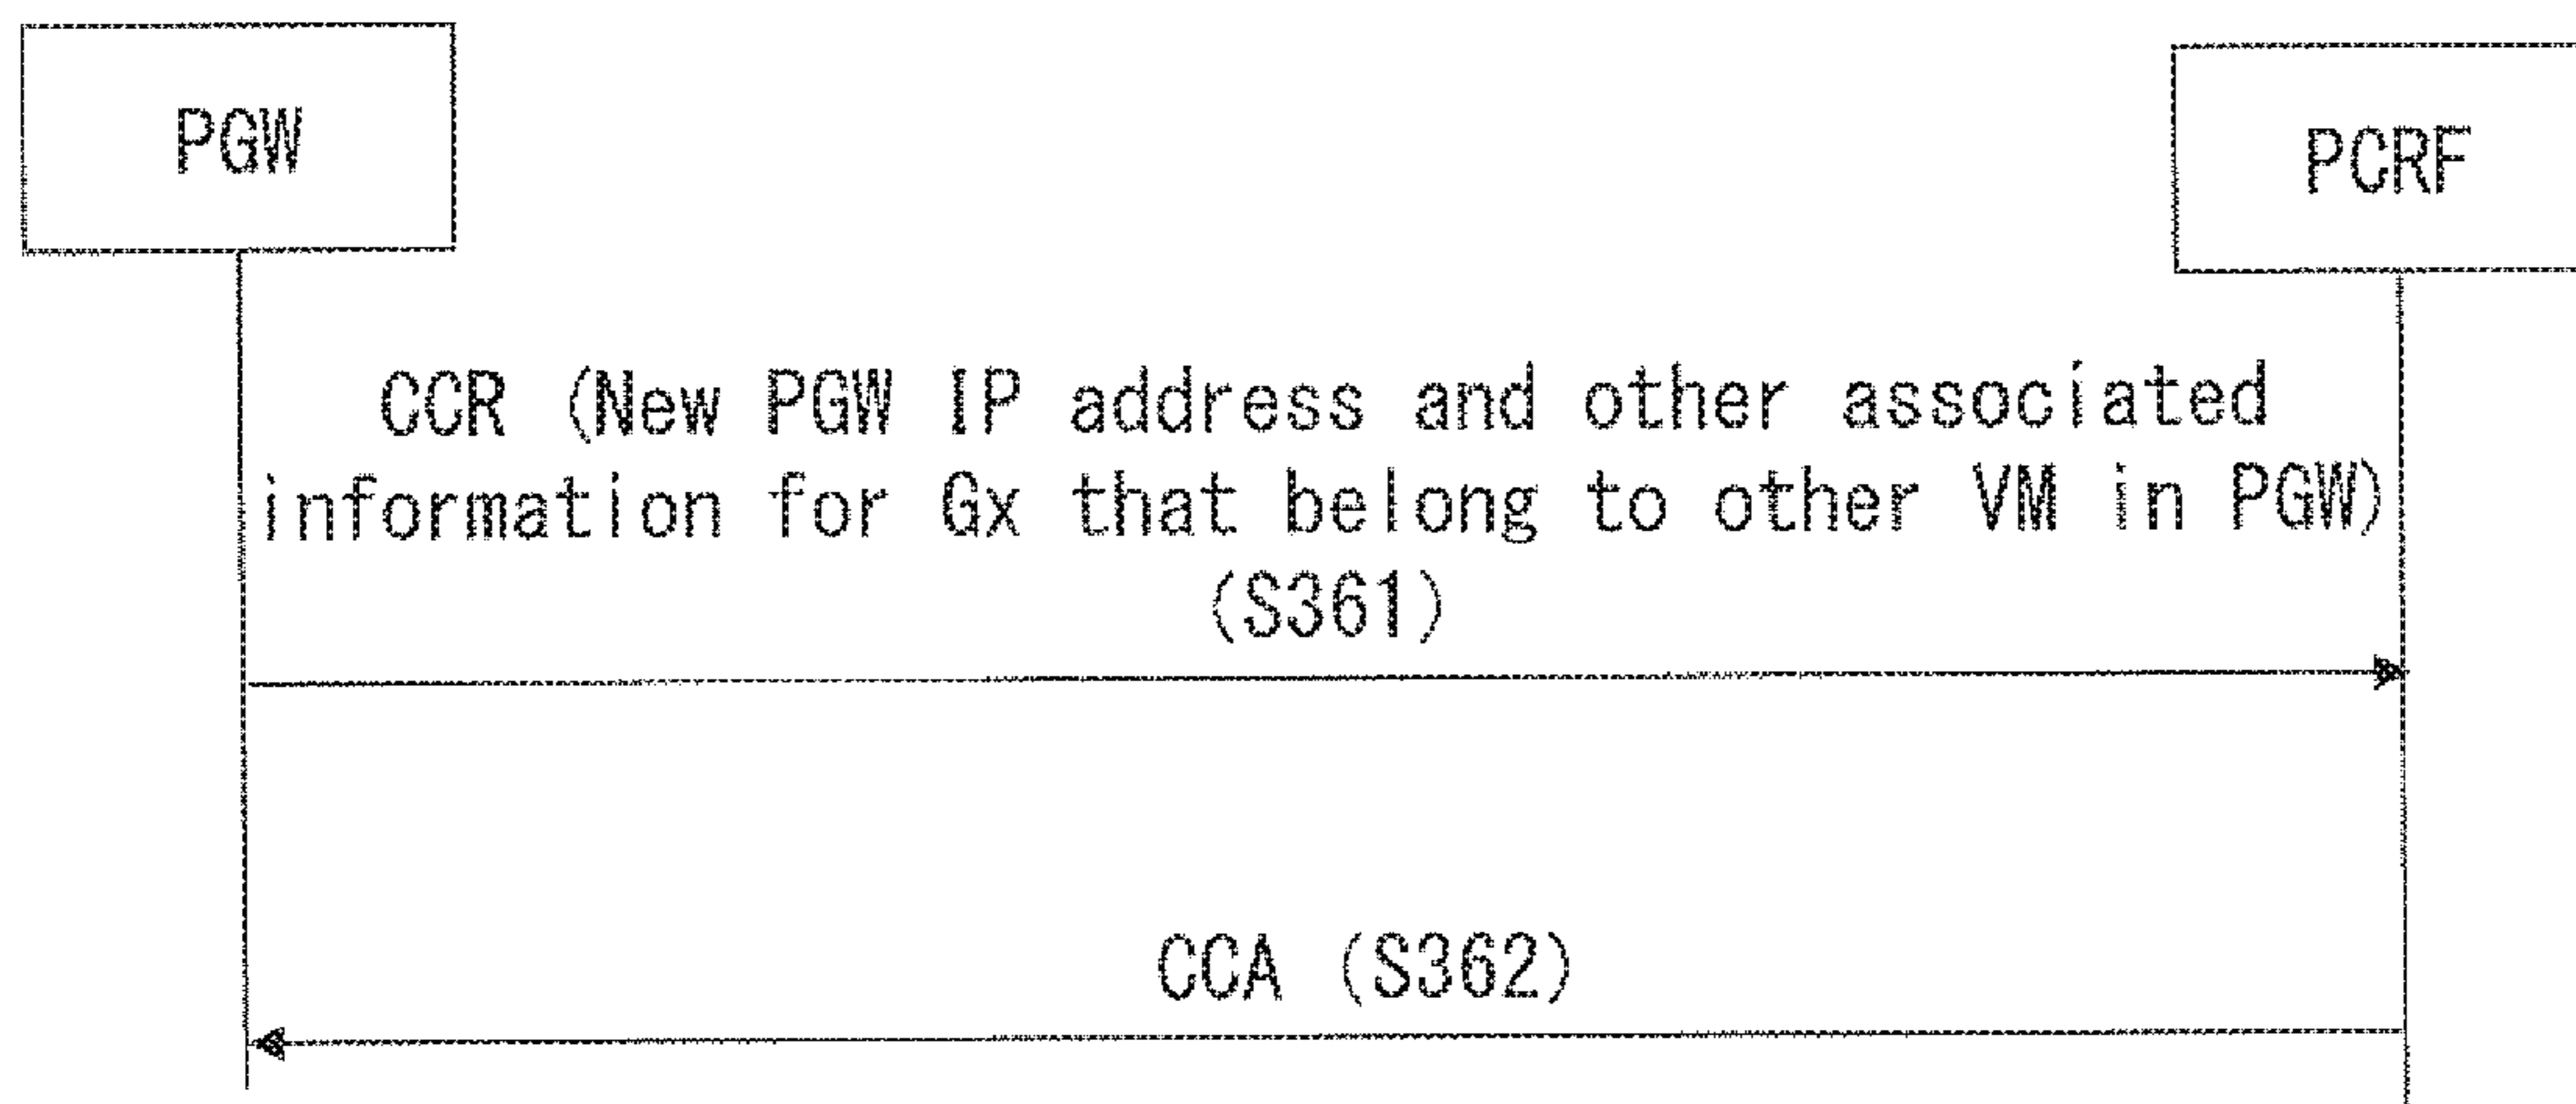 PGW
PCRF
CCR (New PGW IP address and other associated
information for Gx that belong to other VM in PGW)
(S361)
CCA (S362)